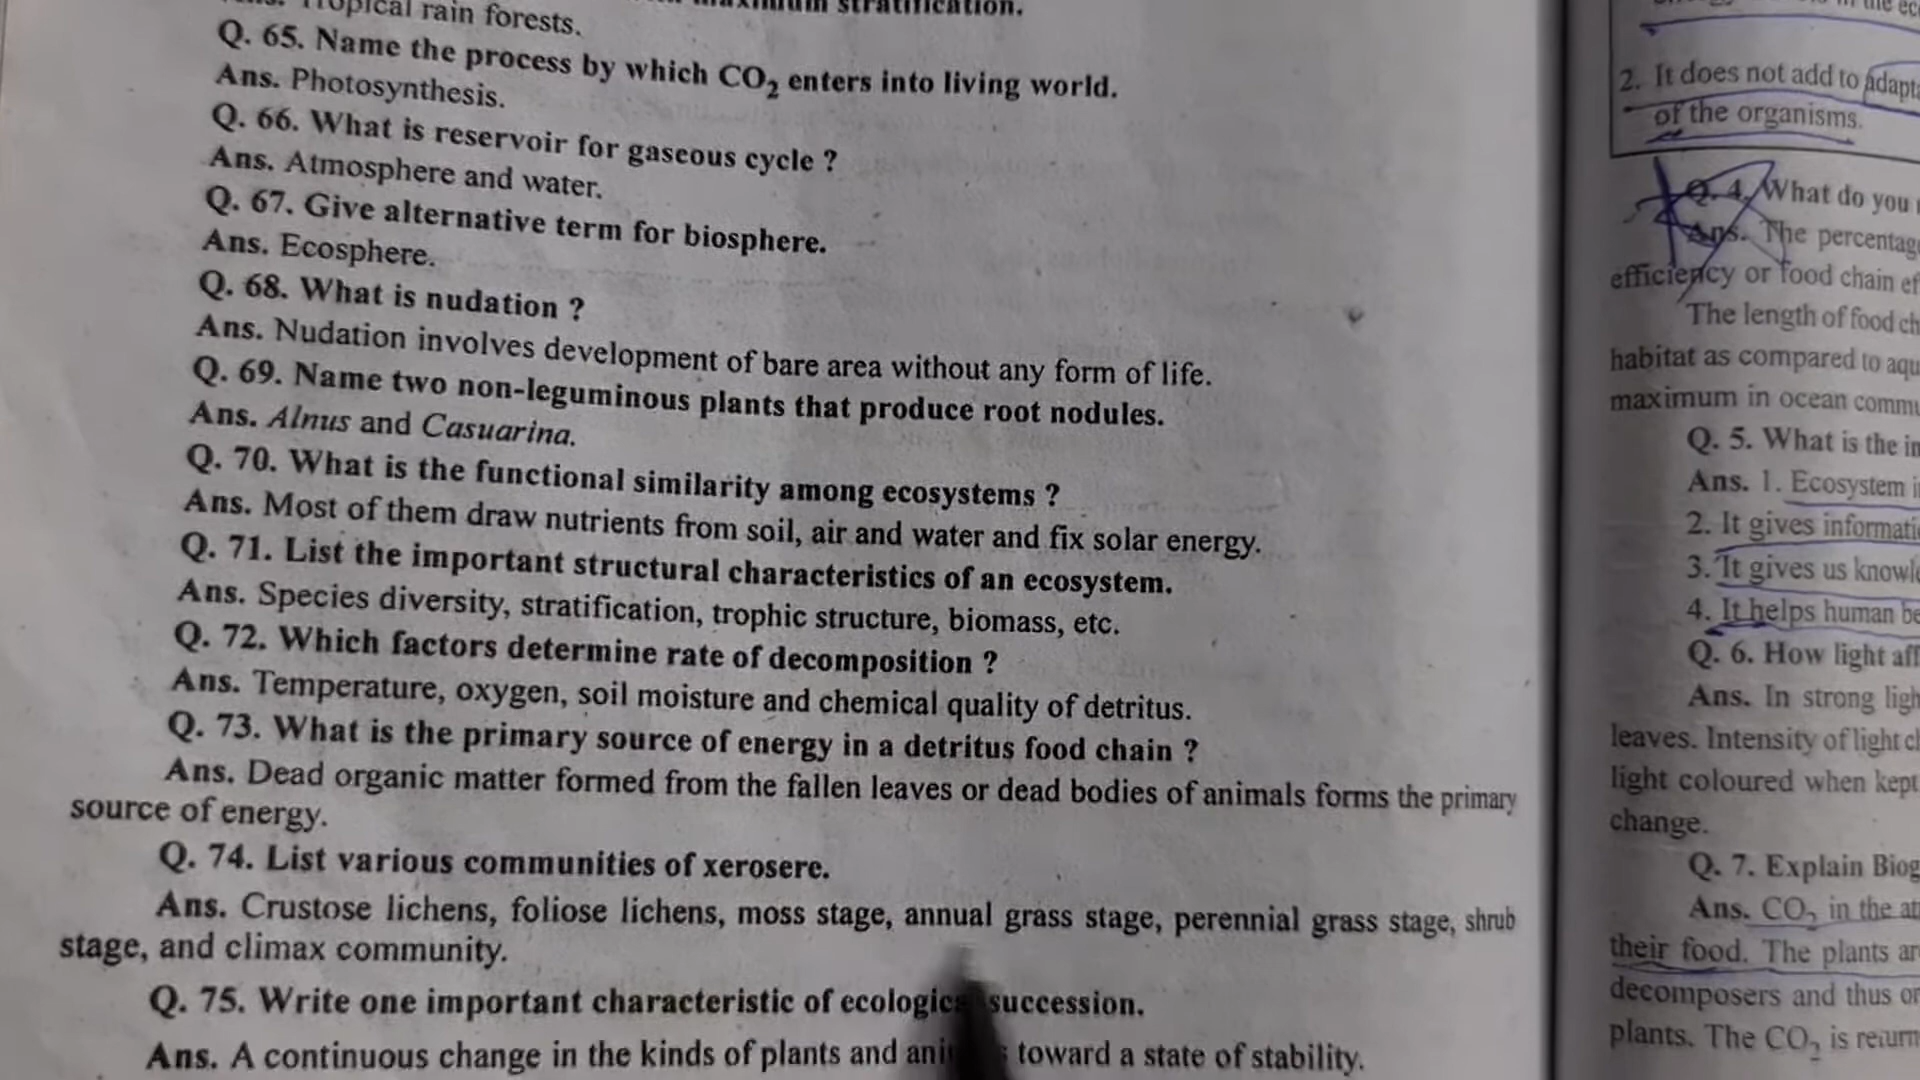 stratification.
Tropical rain forests.
Q. 65. Name the process by which CO₂ enters into living world.
Ans. Photosynthesis.
Q. 66. What is reservoir for gaseous cycle ?
Ans. Atmosphere and water.
Q. 67. Give alternative term for biosphere.
Ans. Ecosphere.
Q. 68. What is nudation ?
Ans. Nudation involves development of bare area without any form of life.
Q. 69. Name two non-leguminous plants that produce root nodules.
Ans. Alnus and Casuarina.
Q. 70. What is the functional similarity among ecosystems ?
Ans. Most of them draw nutrients from soil, air and water and fix solar energy.
Q. 71. List the important structural characteristics of an ecosystem.
Ans. Species diversity, stratification, trophic structure, biomass, etc.
Q. 72. Which factors determine rate of decomposition ?
Ans. Temperature, oxygen, soil moisture and chemical quality of detritus.
Q. 73. What is the primary source of energy in a detritus food chain ?
Ans. Dead organic matter formed from the fallen leaves or dead bodies of animals forms the primary
source of energy.
Q. 74. List various communities of xerosere.
Ans. Crustose lichens, foliose lichens, moss stage, annual grass stage, perennial grass stage, shrub
stage, and climax community.
Q. 75. Write one important characteristic of succession.
Ans. A continuous change in the kinds of plants and toward a state of stability.
2. It does not add to
of the organisms.
Q. 4. What do you
Ans. The
efficiency or food chain
The length of food
habitat as compared to
maximum in ocean
Q. 5. What is the
Ans. 1. Ecosystem
2. It gives
3. It gives us
4. It helps human
Q. 6. How light
Ans. In strong
leaves. Intensity of light
light coloured when kept
change.
Q. 7. Explain
Ans. CO₂ in the
their food. The plants
decomposers and thus
plants. The CO₂ is